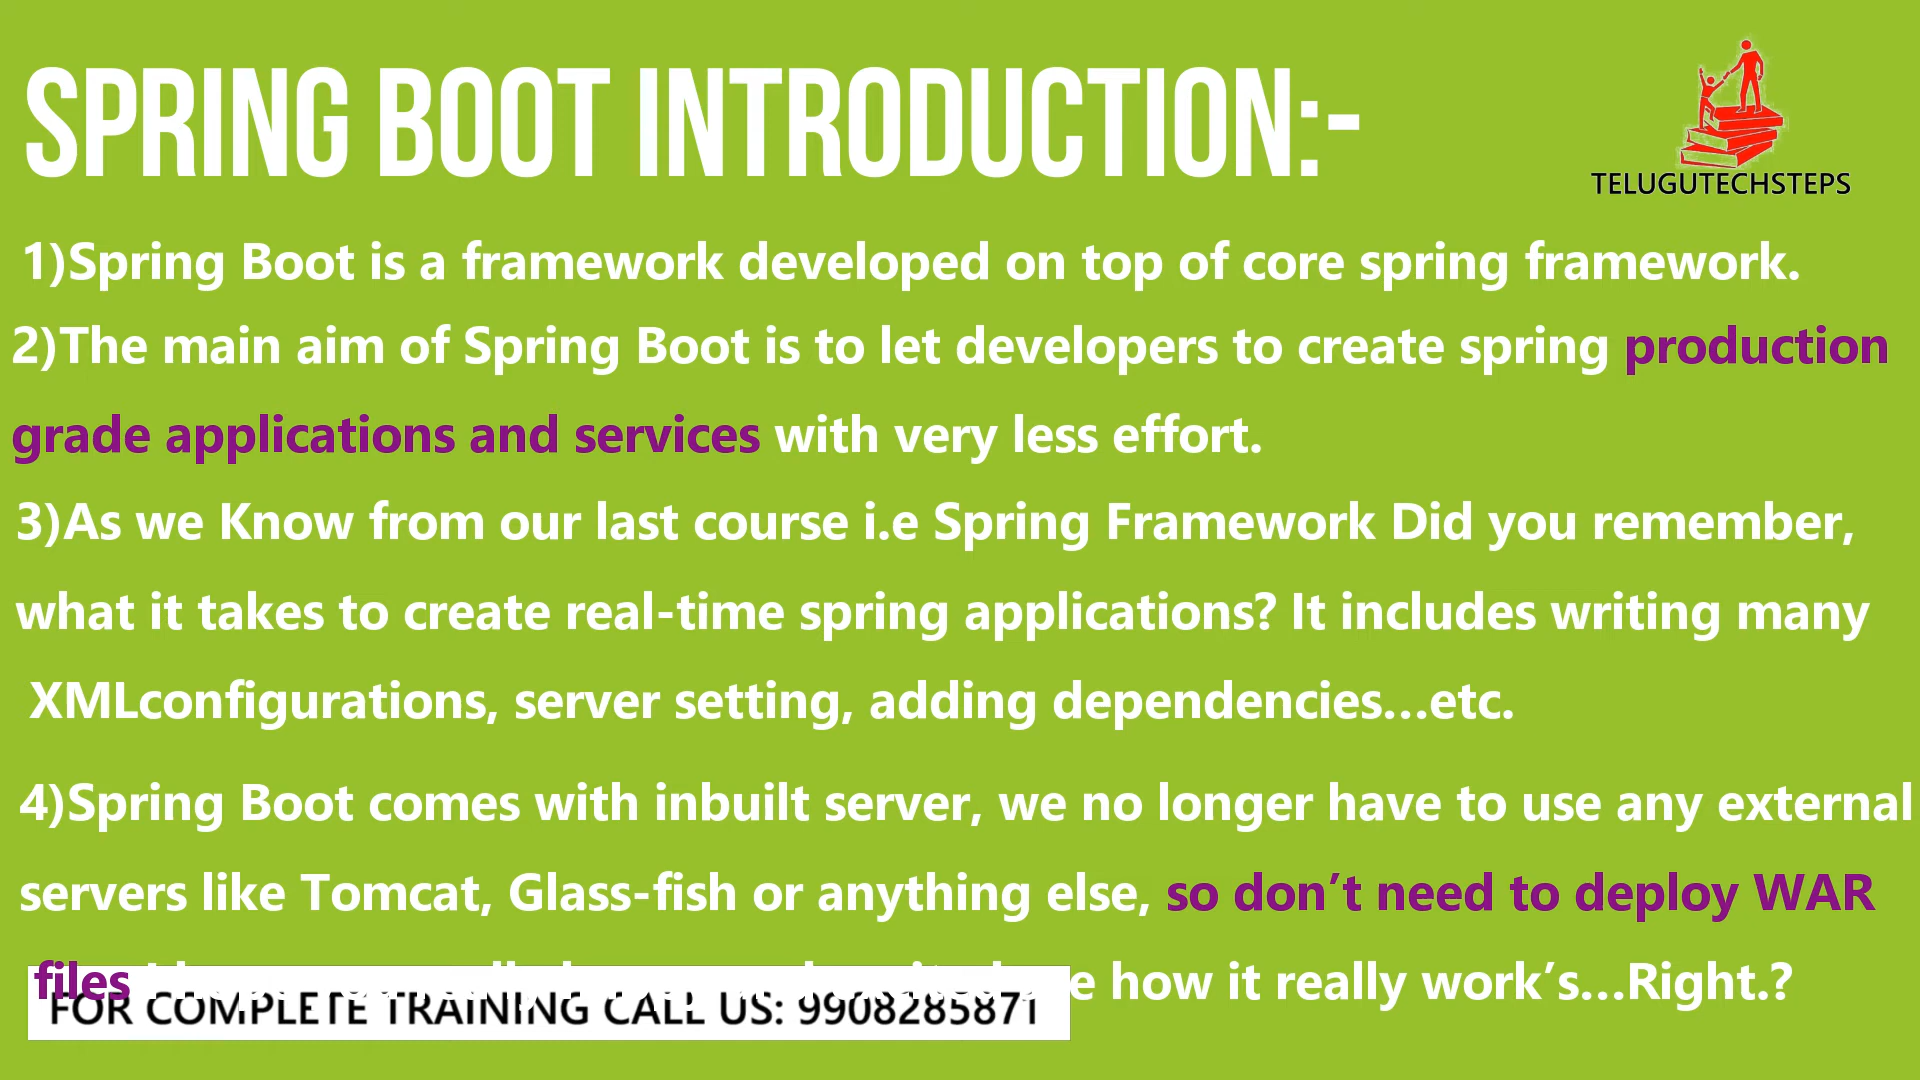 SPRING BOOT INTRODUCTION:-
TELUGUTECHSTEPS
1)Spring Boot is a framework developed on top of core spring framework.
2)The main aim of Spring Boot is to let developers to create spring production
grade applications and services with very less effort.
3)As we Know from our last course i.e Spring Framework Did you remember,
what it takes to create real-time spring applications? It includes writing many
XMLconfigurations, server setting, adding dependencies...etc.
4)Spring Boot comes with inbuilt server, we no longer have to use any external
servers like Tomcat, Glass-fish or anything else, so don’t need to deploy WAR
files how it really work’s...Right.?
FOR COMPLETE TRAINING CALL US: 9908285871